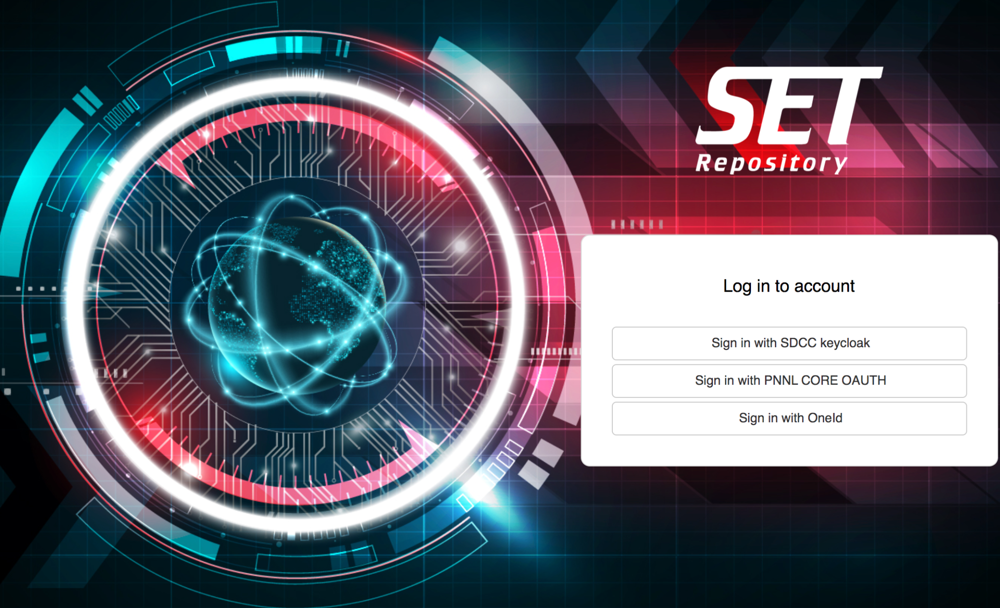 SET
Repository
Log in to account
Sign in with SDCC keycloak
Sign in with PNNL CORE OAUTH
Sign in with OneId